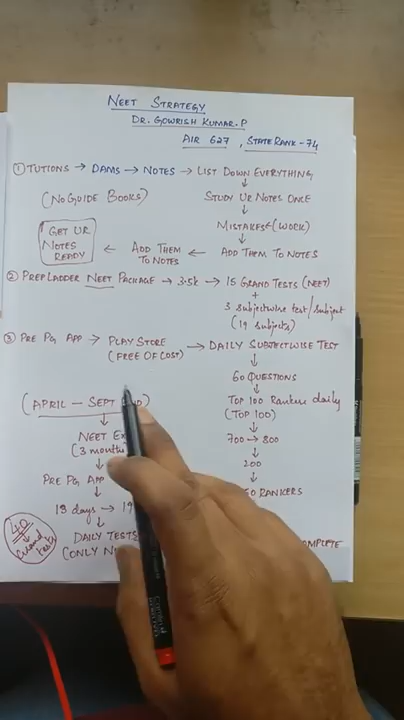 NEET STRATEGY
DR. GOWRISH KUMAR.P
AIR 627, STATE RANK-74
① TUTIONS → DAMS → NOTES → LIST DOWN EVERYTHING
↓
(NO GUIDE BOOKS) STUDY UR NOTES ONCE
↓
MISTAKES (WORK)
↓
GET UR NOTES READY ← ADD THEM TO NOTES ← ADD THEM TO NOTES
② PREPLADDER NEET PACKAGE → 3.5k → 15 GRAND TESTS (NEET)
+
3 subjectwise test/subject
(19 subjects)
③ PRE PG APP → PLAY STORE → DAILY SUBJECTWISE TEST
(FREE OF COST)
↓
60 QUESTIONS
↓
(APRIL — SEPT TOP 100 Rankers daily
(TOP 100)
↓
NEET 700 → 800
(3 months
↓
200
PRE PG APP
↓
RANKERS
18 days →
↓
40
↓
Grand tests
DAILY TESTS
(ONLY